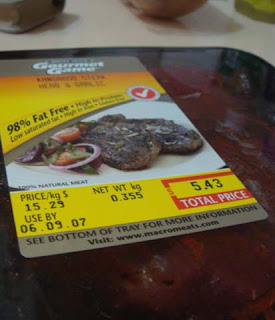 Gourmet
Game
KANGAROO STEAK
HERB & GARLIC
98% Fat Free • High in Protein
Low saturated fat • High in Iron • Gluten free
100% NATURAL MEAT
PRICE/kg $
15.29
NET WT kg
0.355
5.43
TOTAL PRICE
USE BY
06.09.07
SEE BOTTOM OF TRAY FOR MORE INFORMATION
Visit: www.macromeats.com